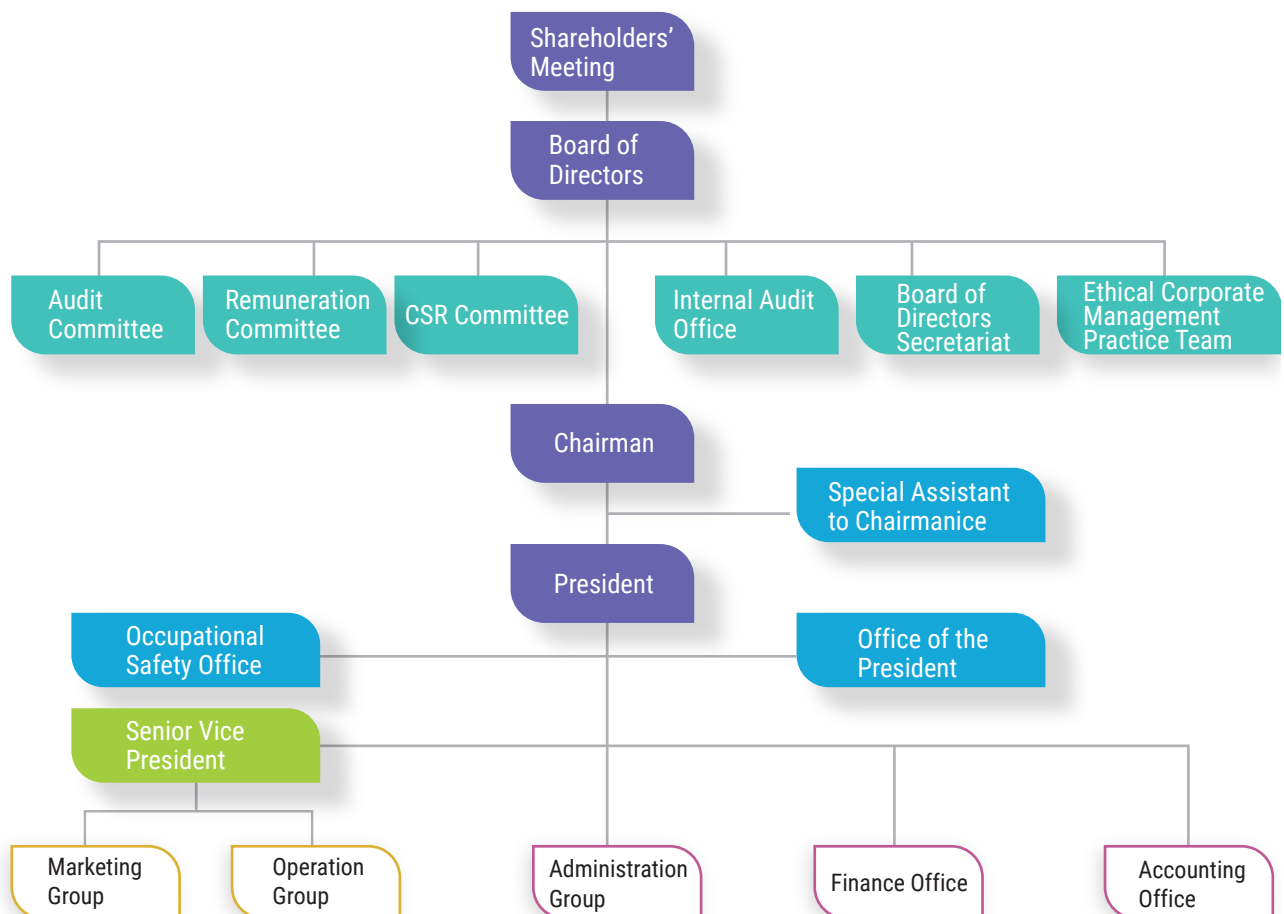 Shareholders'
Meeting
Board of
Directors
Audit
Committee
Remuneration
Committee
CSR Committee
Internal Audit
Office
Board of
Directors
Secretariat
Ethical Corporate
Management
Practice Team
Chairman
Special Assistant
to Chairmanice
President
Occupational
Safety Office
Office of the
President
Senior Vice
President
Marketing
Group
Operation
Group
Administration
Group
Finance Office
Accounting
Office